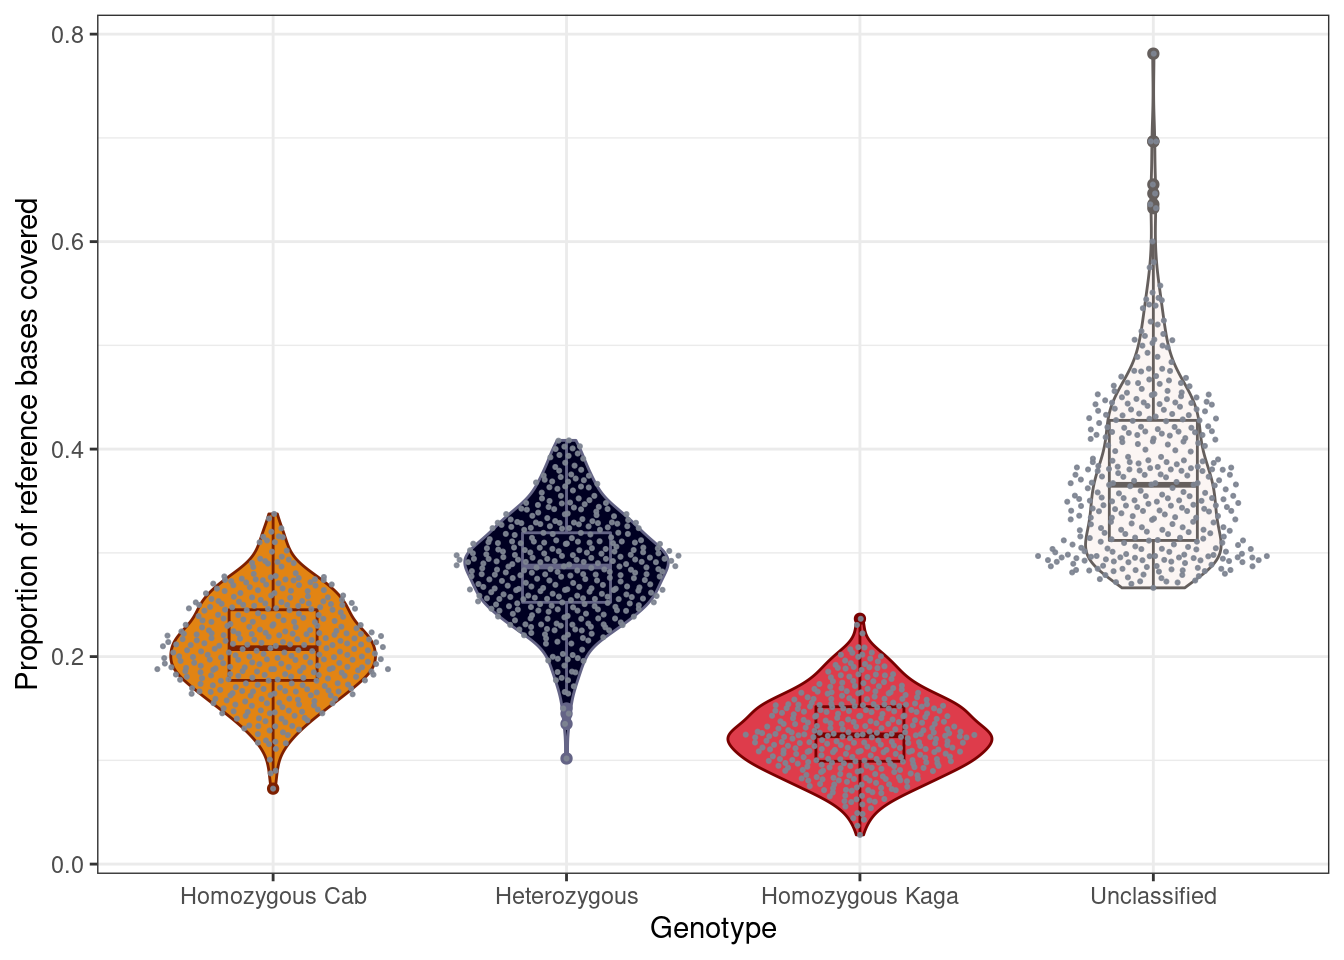 Proportion of reference bases covered
0.8
0.6
0.4
0.2
0.0
Homozygous Cab
Heterozygous
Homozygous Kaga
Unclassified
Genotype